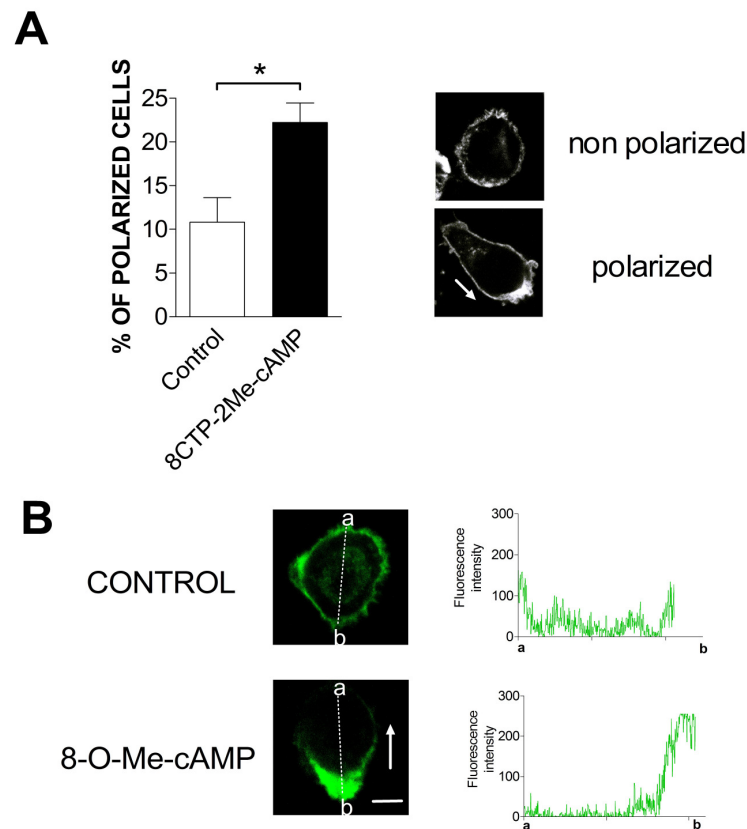 A
% OF POLARIZED CELLS
25
20
15
10
5
0
*
Control
8CTP-2Me-cAMP
non polarized
polarized
B
CONTROL
a
b
Fluorescence
intensity
300
200
100
0
a
b
8-O-Me-cAMP
a
b
Fluorescence
intensity
300
200
100
0
a
b